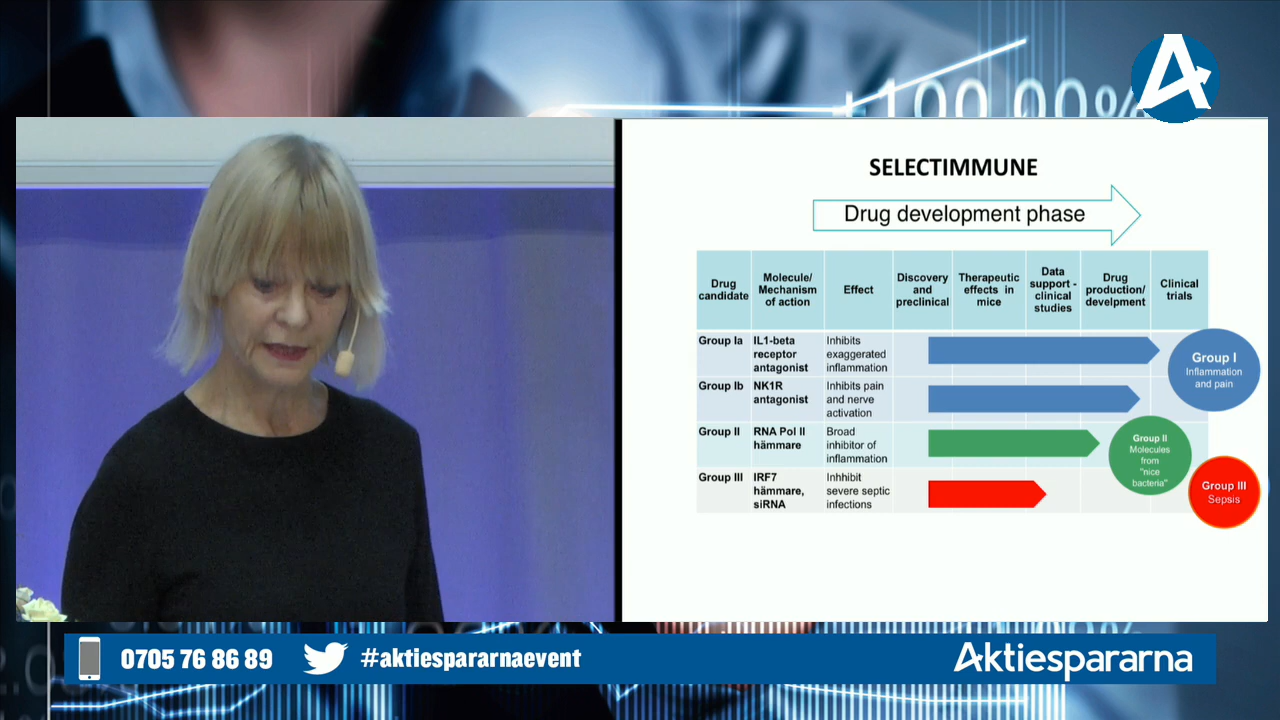 +100.00%
SELECTIMMUNE
Drug development phase
Drug candidate
Molecule/ Mechanism of action
Effect
Discovery and preclinical
Therapeutic effects in mice
Data support - clinical studies
Drug production/ develpment
Clinical trials
Group Ia
IL1-beta receptor antagonist
Inhibits exaggerated inflammation
Group I
Inflammation and pain
Group Ib
NK1R antagonist
Inhibits pain and nerve activation
Group II
RNA Pol II hämmare
Broad inhibitor of inflammation
Group II
Molecules from "nice bacteria"
Group III
IRF7 hämmare, siRNA
Inhhibit severe septic infections
Group III
Sepsis
0705 76 86 89
#aktiespararnaevent
Aktiespararna